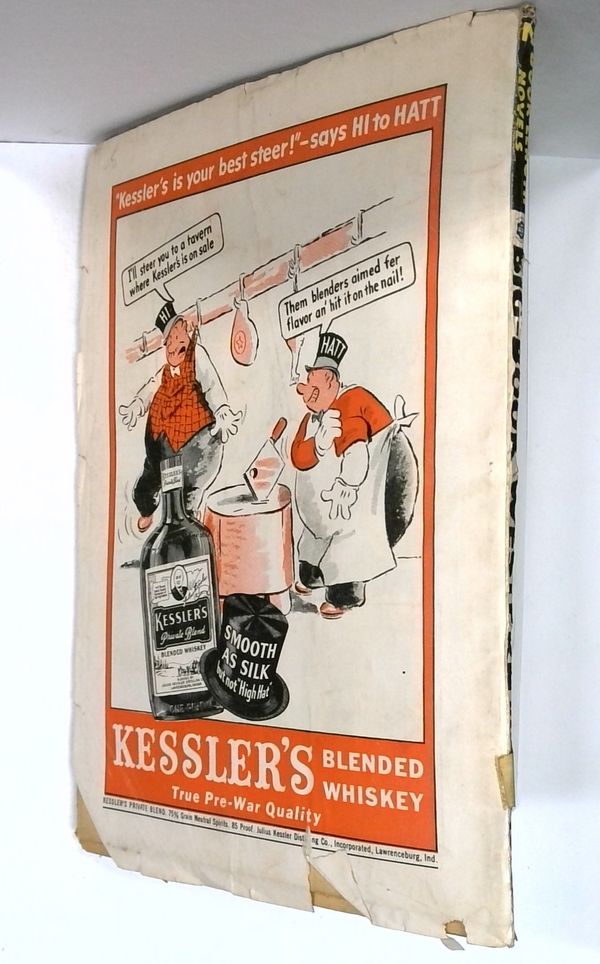 "Kessler's is your best steer!"-says HI to HATT
I'll steer you to a tavern
where Kessler's is on sale
HI
Them blenders aimed fer
flavor an' hit it on the nail!
HATT
KESSLER'S
Private Blend
BLENDED WHISKEY
SMOOTH
AS SILK
but not "High Hat"
KESSLER'S BLENDED
WHISKEY
True Pre-War Quality
KESSLER'S PRIVATE BLEND. 75% Grain Neutral Spirits. 85 Proof. Julius Kessler Distilling Co., Incorporated, Lawrenceburg, Ind.
NOVELS